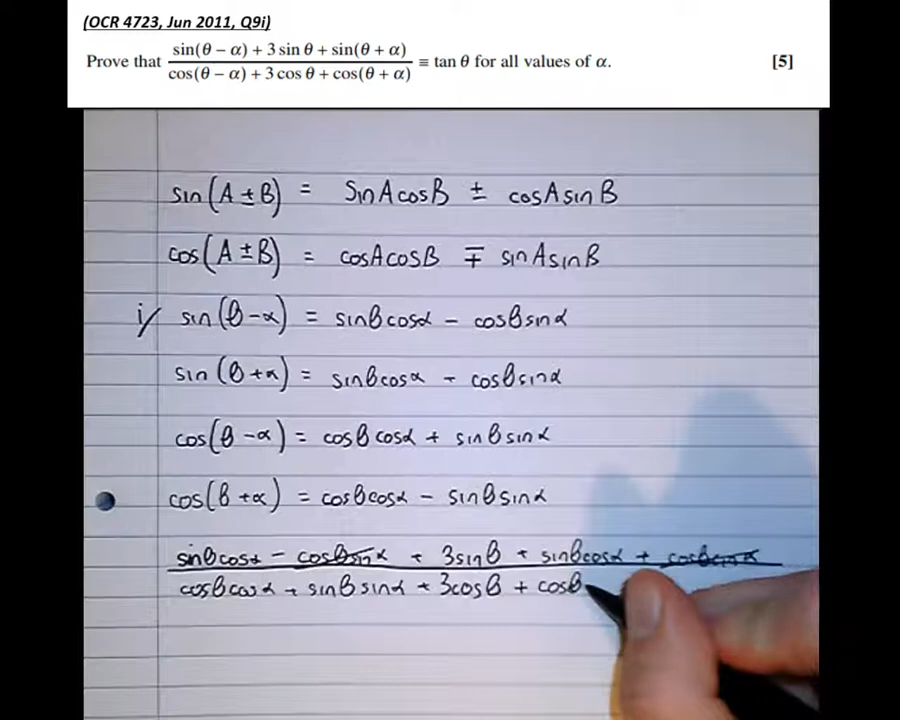 (OCR 4723, Jun 2011, Q9i)
Prove that (sin(θ − α) + 3 sin θ + sin(θ + α))/(cos(θ − α) + 3 cos θ + cos(θ + α)) ≡ tan θ for all values of α. [5]
sin(A ± B) = sinAcosB ± cosAsinB
cos(A ± B) = cosAcosB ∓ sinAsinB
i/ sin(θ − α) = sinθcosα − cosθsinα
sin(θ + α) = sinθcosα + cosθsinα
cos(θ − α) = cosθcosα + sinθsinα
cos(θ + α) = cosθcosα − sinθsinα
sinθcosα − cosθsinα + 3sinθ + sinθcosα + cosθsinα
cosθcosα + sinθsinα + 3cosθ + cosθ